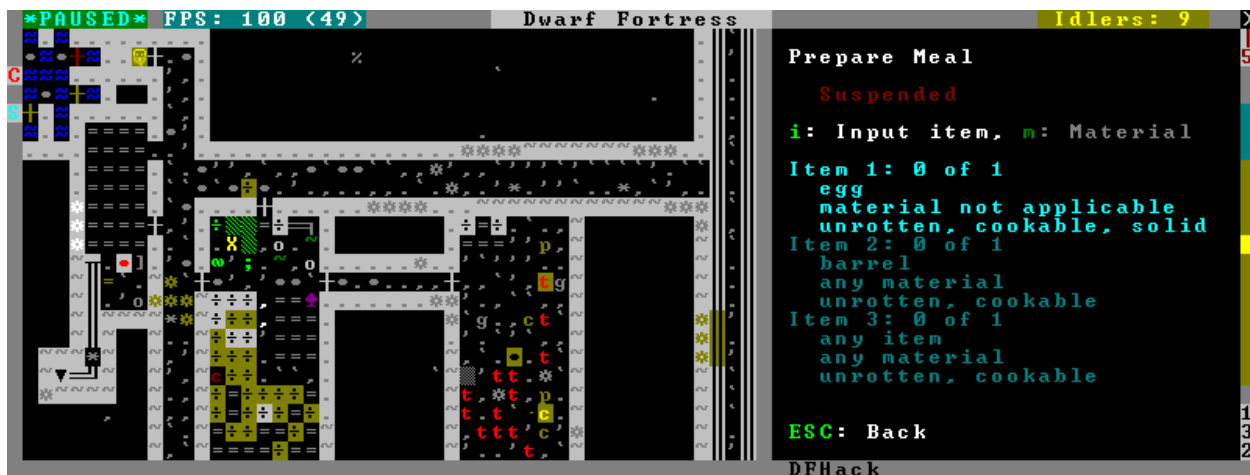 *PAUSED* FPS: 100 (49) Dwarf Fortress Idlers: 9
Prepare Meal
Suspended
i: Input item, m: Material
Item 1: 0 of 1
egg
material not applicable
unrotten, cookable, solid
Item 2: 0 of 1
barrel
any material
unrotten, cookable
Item 3: 0 of 1
any item
any material
unrotten, cookable
ESC: Back
DFHack